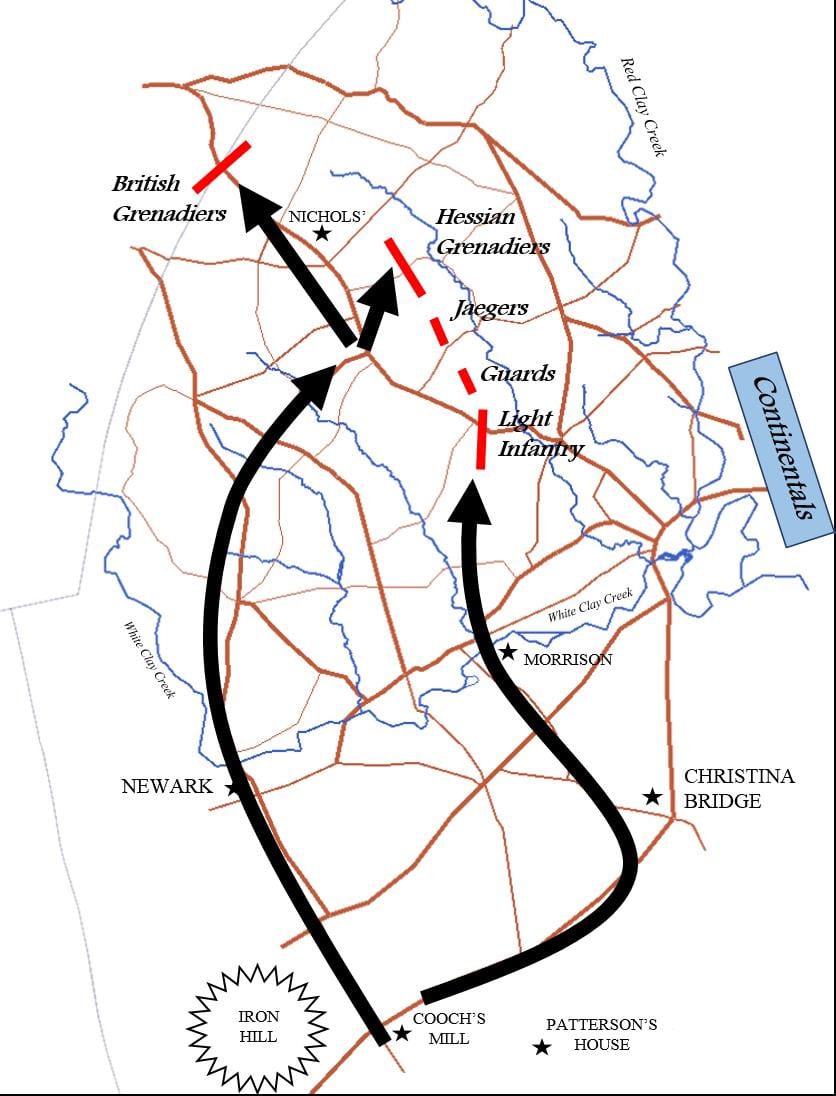 Red Clay Creek
British
Grenadiers
NICHOLS'
Hessian
Grenadiers
Jaegers
Guards
Light
Infantry
Continentals
White Clay Creek
White Clay Creek
MORRISON
NEWARK
CHRISTINA
BRIDGE
IRON
HILL
COOCH'S
MILL
PATTERSON'S
HOUSE